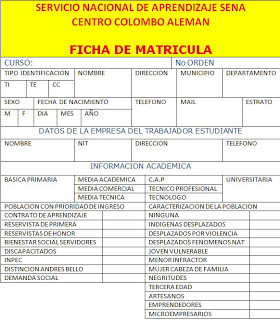 SERVICIO NACIONAL DE APRENDIZAJE SENA
CENTRO COLOMBO ALEMAN
FICHA DE MATRICULA
CURSO: No ORDEN
TIPO IDENTIFICACION NOMBRE DIRECCION MUNICIPIO DEPARTAMENTO
TI TE CC
SEXO FECHA DE NACIMIENTO TELEFONO MAIL ESTRATO
M F DIA MES AÑO
DATOS DE LA EMPRESA DEL TRABAJADOR ESTUDIANTE
NOMBRE NIT DIRECCION TELEFONO
INFORMACION ACADEMICA
BASICA PRIMARIA MEDIA ACADEMICA C.A.P UNIVERSITARIA
MEDIA COMERCIAL TECNICO PROFESIONAL
MEDIA TECNICA TECNOLOGO
POBLACION CON PRIORIDAD DE INGRESO CARACTERIZACION DE LA POBLACION
CONTRATO DE APRENDIZAJE NINGUNA
RESERVISTA DE PRIMERA INDIGENAS DESPLAZADOS
RESERVISTAS DE HONOR DESPLAZADOS POR VIOLENCIA
BIENESTAR SOCIAL SERVIDORES DESPLAZADOS FENOMENOS NAT
DISCAPACITADOS JOVEN VULNERABLE
INPEC MENOR INFRACTOR
DISTINCION ANDRES BELLO MUJER CABEZA DE FAMILIA
DEMANDA SOCIAL NEGRITUDES
TERCERA EDAD
ARTESANOS
EMPRENDEDORES
MICROEMPRESARIOS